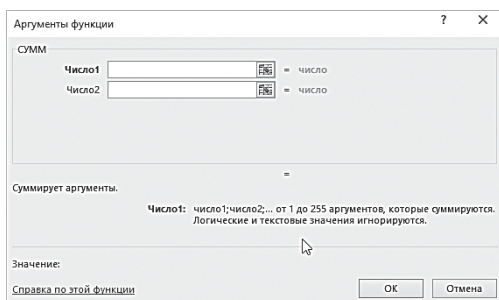 Аргументы функции ? ×
СУММ
Число1 = число
Число2 = число
=
Суммирует аргументы.
Число1: число1;число2;... от 1 до 255 аргументов, которые суммируются.
Логические и текстовые значения игнорируются.
Значение:
Справка по этой функции ОК Отмена